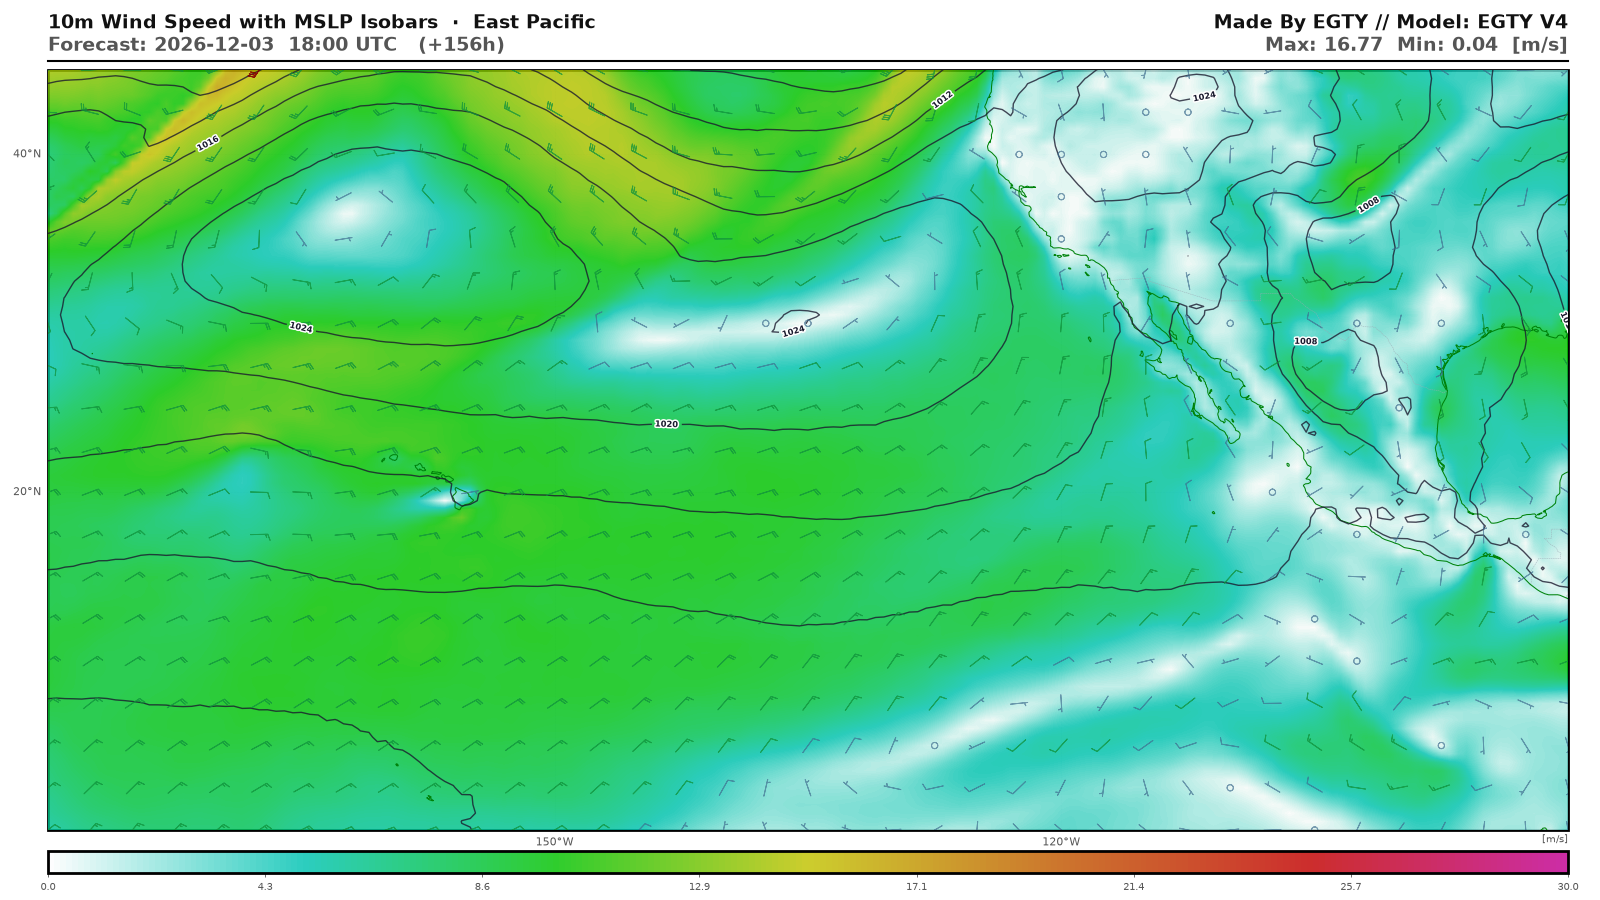 10m Wind Speed with MSLP Isobars · East Pacific
Made By EGTY // Model: EGTY V4
Forecast: 2026-12-03 18:00 UTC (+156h)
Max: 16.77 Min: 0.04 [m/s]
1024
1012
1016
40°N
1008
1024
1024
1008
1020
20°N
150°W
120°W
[m/s]
0.0
4.3
8.6
12.9
17.1
21.4
25.7
30.0